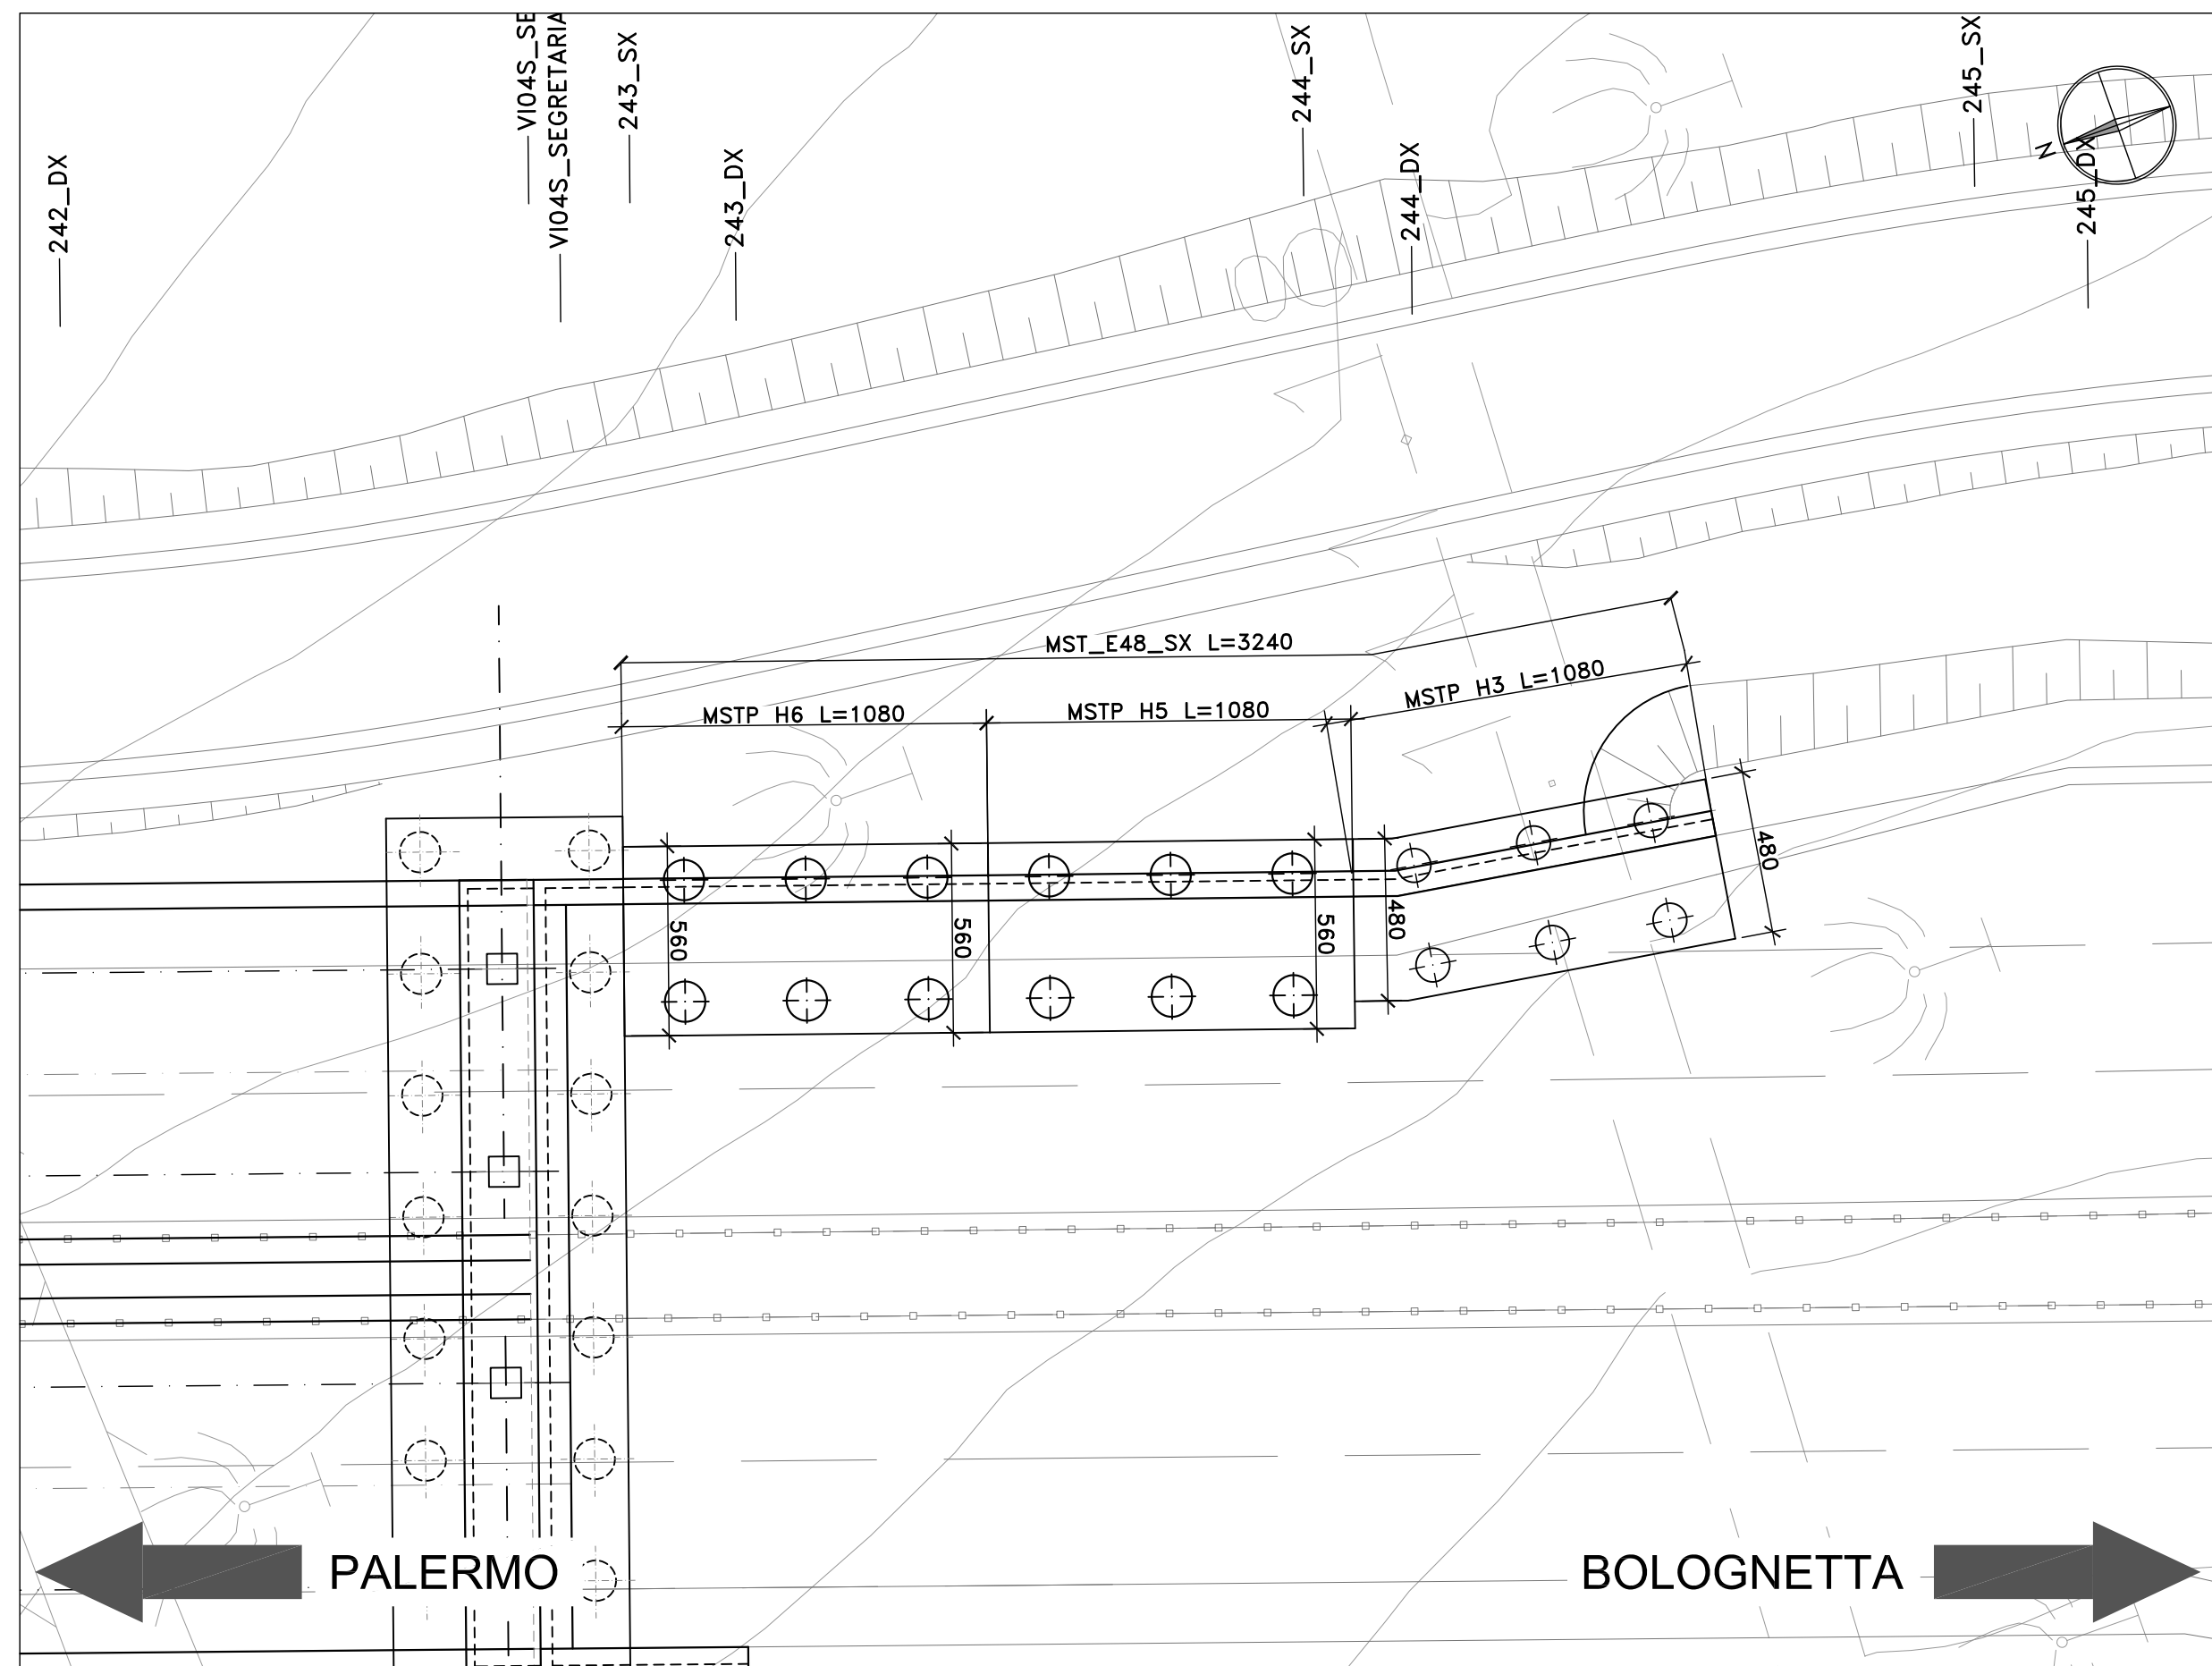 242_DX
VI04S_SE
VI04S_SEGRETARIA
243_SX
243_DX
244_SX
244_DX
245_SX
245_DX
N
MST_E48_SX L=3240
MSTP H6 L=1080
MSTP H5 L=1080
MSTP H3 L=1080
480
560
560
560
480
PALERMO
BOLOGNETTA